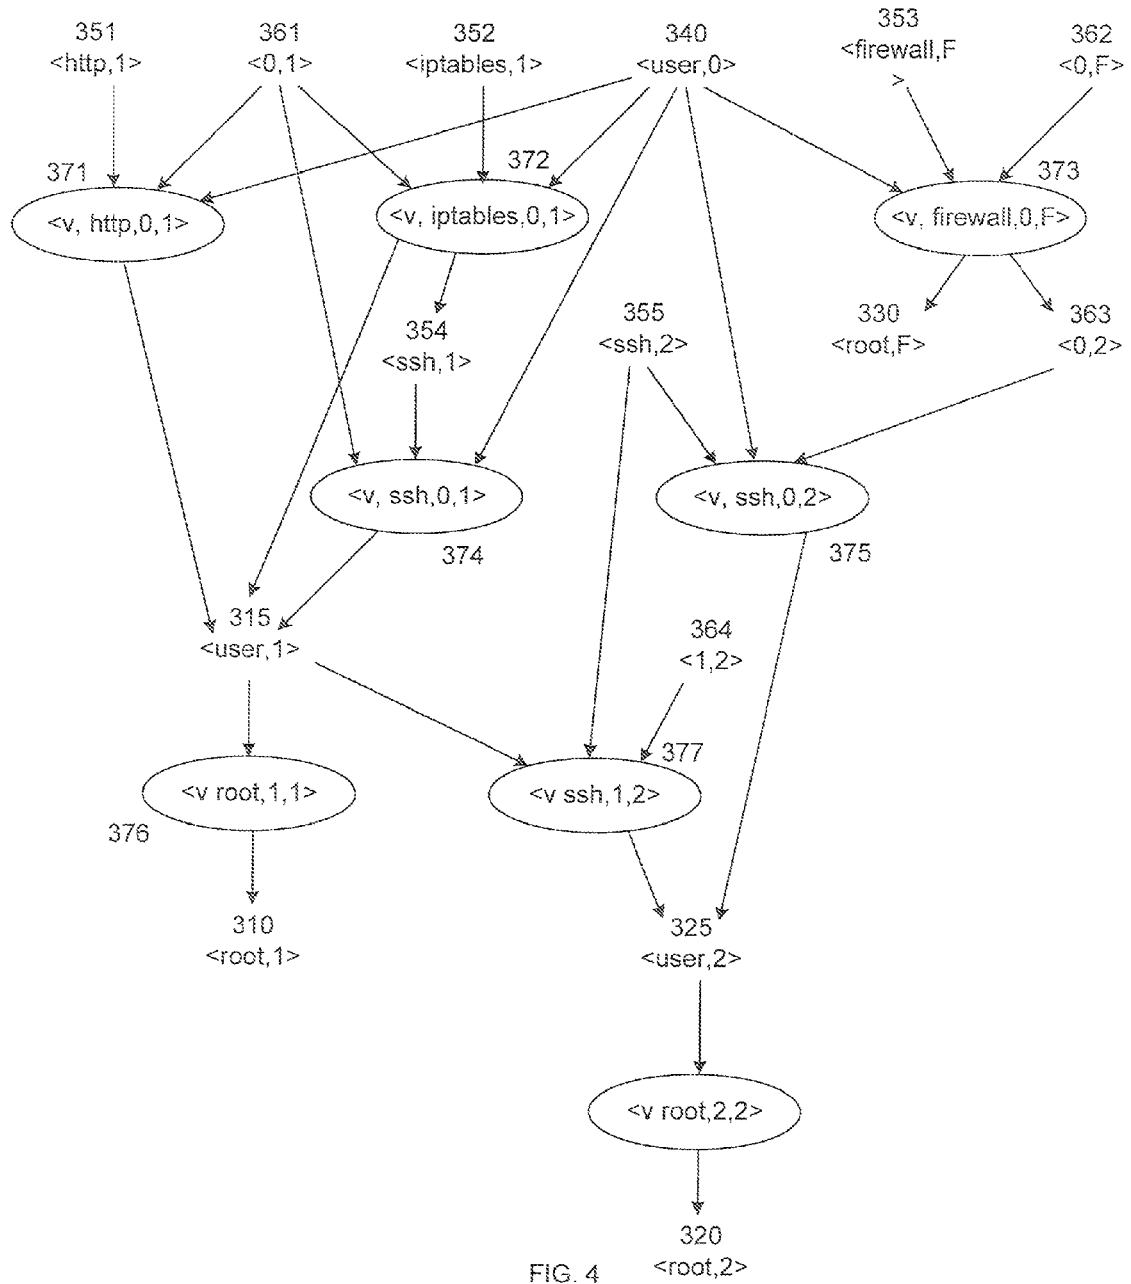 351 361 352 340 353 362
<http,1> <0,1> <iptables,1> <user,0> <firewall,F
> <0,F>
371 372 373
<v, http,0,1> <v, iptables,0,1> <v, firewall,0,F>
354 355 330 363
<ssh,1> <ssh,2> <root,F> <0,2>
<v, ssh,0,1> <v, ssh,0,2>
374 375
315 364
<user,1> <1,2>
377
<v root,1,1> <v ssh,1,2>
376
310 325
<root,1> <user,2>
<v root,2,2>
320
<root,2>
FIG. 4